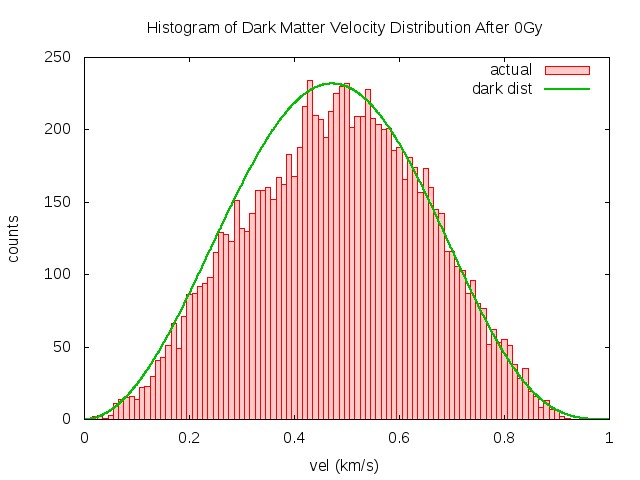 Histogram of Dark Matter Velocity Distribution After 0Gy
250
200
150
100
50
0
counts
actual
dark dist
0
0.2
0.4
0.6
0.8
1
vel (km/s)